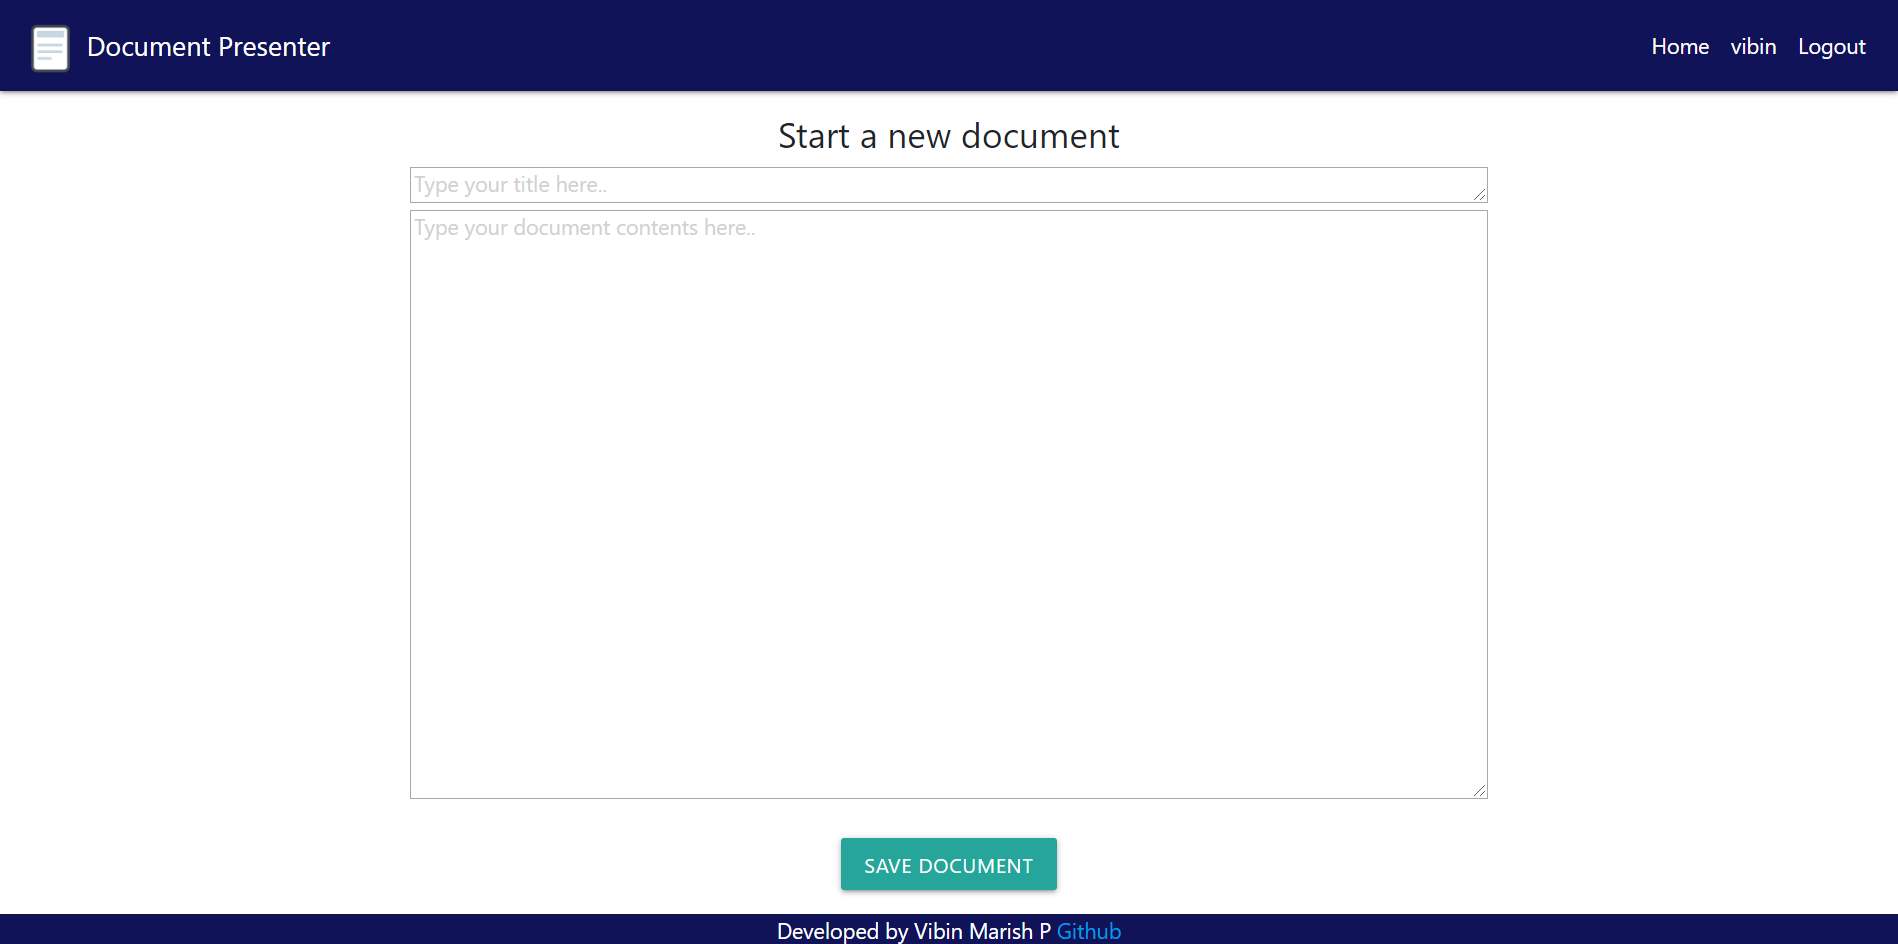 Document Presenter
Home vibin Logout
Start a new document
Type your title here..
Type your document contents here..
SAVE DOCUMENT
Developed by Vibin Marish P Github